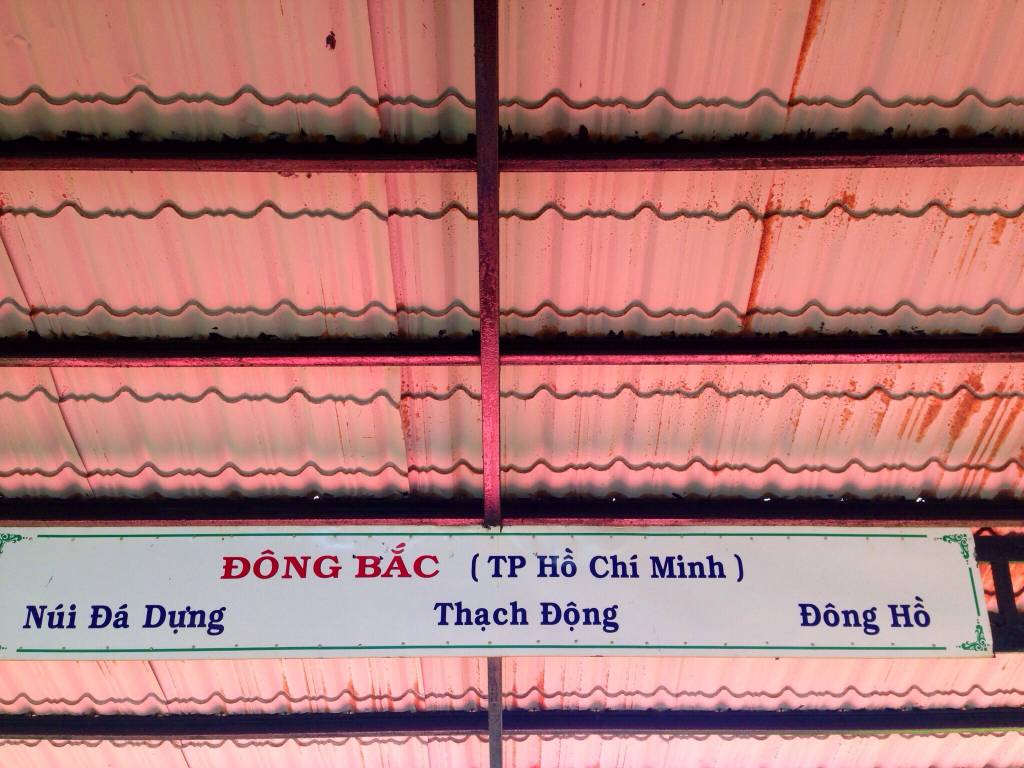 ĐÔNG BẮC ( TP Hồ Chí Minh )
Núi Đá Dựng Thạch Động Đông Hồ